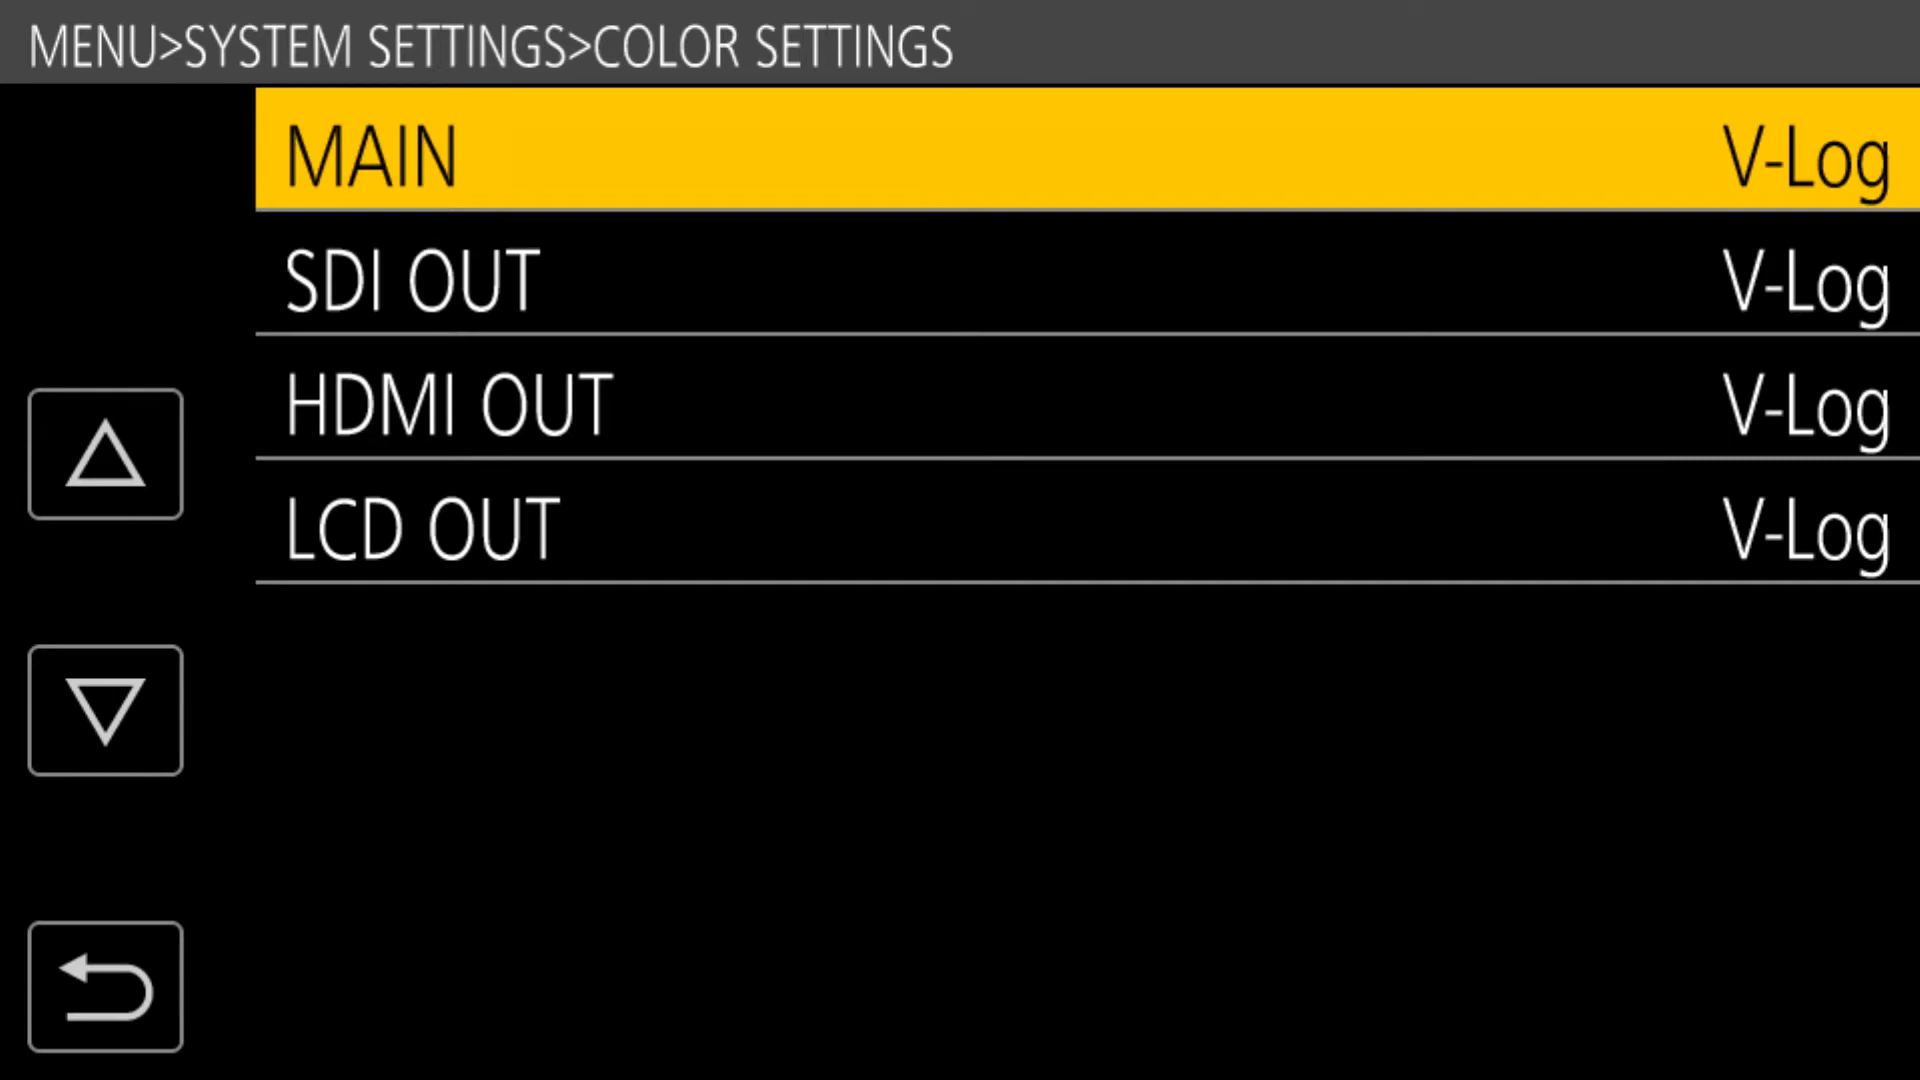 MENU>SYSTEM SETTINGS>COLOR SETTINGS
MAIN V-Log
SDI OUT V-Log
HDMI OUT V-Log
LCD OUT V-Log